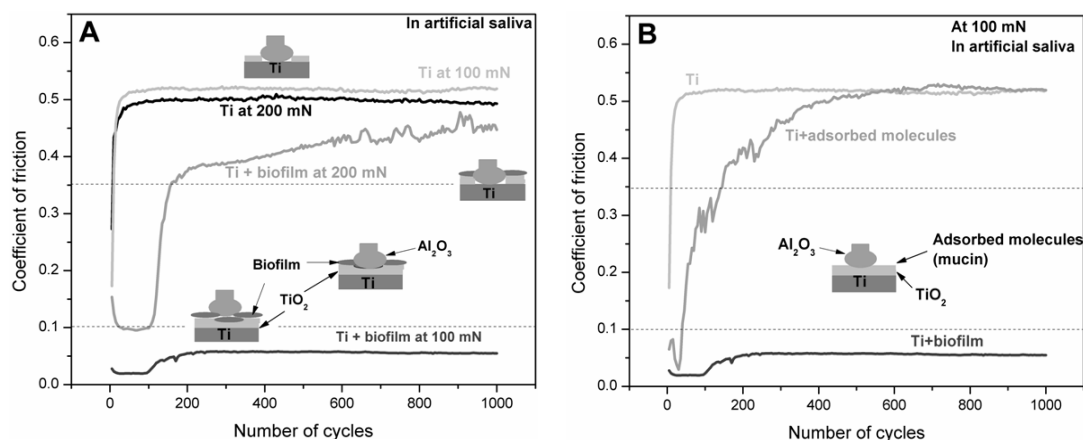 A
In artificial saliva
Ti at 100 mN
Ti at 200 mN
Ti + biofilm at 200 mN
Ti
Ti
Al2O3
Biofilm
TiO2
Ti
Ti
Ti + biofilm at 100 mN
Coefficient of friction
0.6
0.5
0.4
0.3
0.2
0.1
0.0
0
200
400
600
800
1000
Number of cycles
B
At 100 mN
In artificial saliva
Ti
Ti+adsorbed molecules
Al2O3
Adsorbed molecules
(mucin)
TiO2
Ti
Ti+biofilm
Coefficient of friction
0.6
0.5
0.4
0.3
0.2
0.1
0.0
0
200
400
600
800
1000
Number of cycles